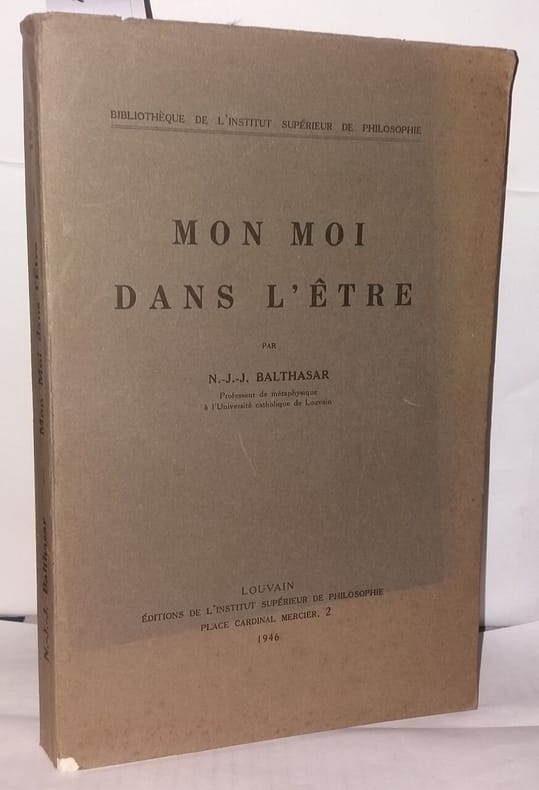 BIBLIOTHÈQUE DE L'INSTITUT SUPÉRIEUR DE PHILOSOPHIE
MON MOI
DANS L'ÊTRE
PAR
N.-J.-J. BALTHASAR
Professeur de métaphysique
à l'Université catholique de Louvain
LOUVAIN
ÉDITIONS DE L'INSTITUT SUPÉRIEUR DE PHILOSOPHIE
PLACE CARDINAL MERCIER, 2
1946
N.-J.-J. Balthasar Mon Moi dans l'Être